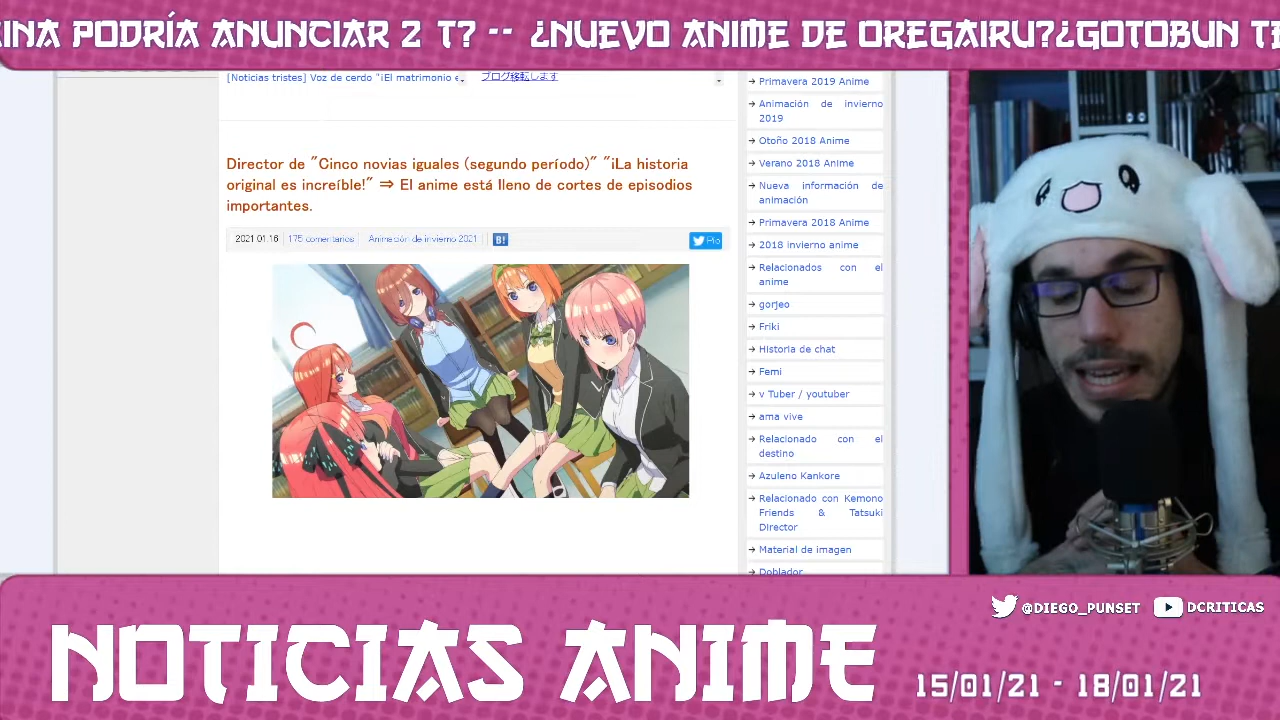 INA PODRÍA ANUNCIAR 2 T? -- ¿NUEVO ANIME DE OREGAIRU?¿GOTOBUN
[Noticias tristes] Voz de cerdo "¡El matrimonio
ブログ移転します
Director de "Cinco novias iguales (segundo período)" "¡La historia
original es increíble!" ⇒ El anime está lleno de cortes de episodios
importantes.
2021.01.16
175 comentarios
Animación de invierno 2021
B!
Pío
→ Primavera 2019 Anime
→ Animación de invierno
2019
→ Otoño 2018 Anime
→ Verano 2018 Anime
→ Nueva información de
animación
→ Primavera 2018 Anime
→ 2018 invierno anime
→ Relacionados con el
anime
→ gorjeo
→ Friki
→ Historia de chat
→ Femi
→ v Tuber / youtuber
→ ama vive
→ Relacionado con el
destino
→ Azuleno Kankore
→ Relacionado con Kemono
Friends & Tatsuki
Director
→ Material de imagen
→ Doblador
@DIEGO_PUNSET
DCRITICAS
NOTICIAS ANIME
15/01/21 - 18/01/21